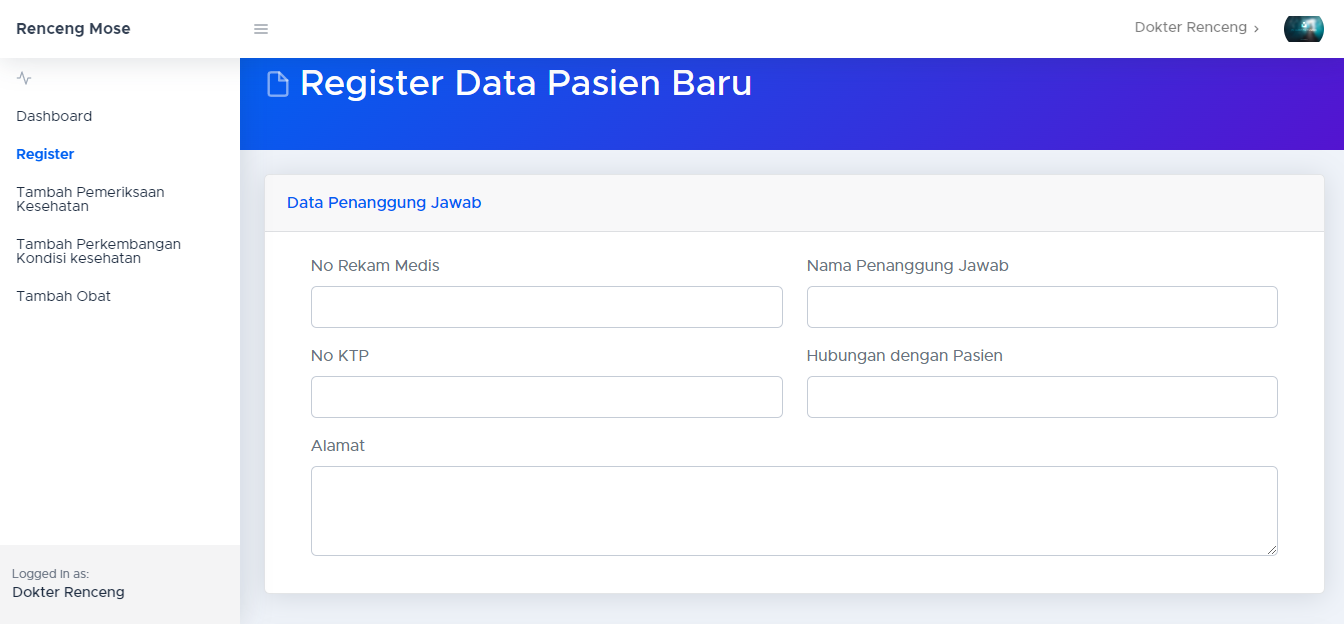 Renceng Mose
Dokter Renceng
Dashboard
Register
Tambah Pemeriksaan
Kesehatan
Tambah Perkembangan
Kondisi kesehatan
Tambah Obat
Logged in as:
Dokter Renceng
Register Data Pasien Baru
Data Penanggung Jawab
No Rekam Medis
Nama Penanggung Jawab
No KTP
Hubungan dengan Pasien
Alamat